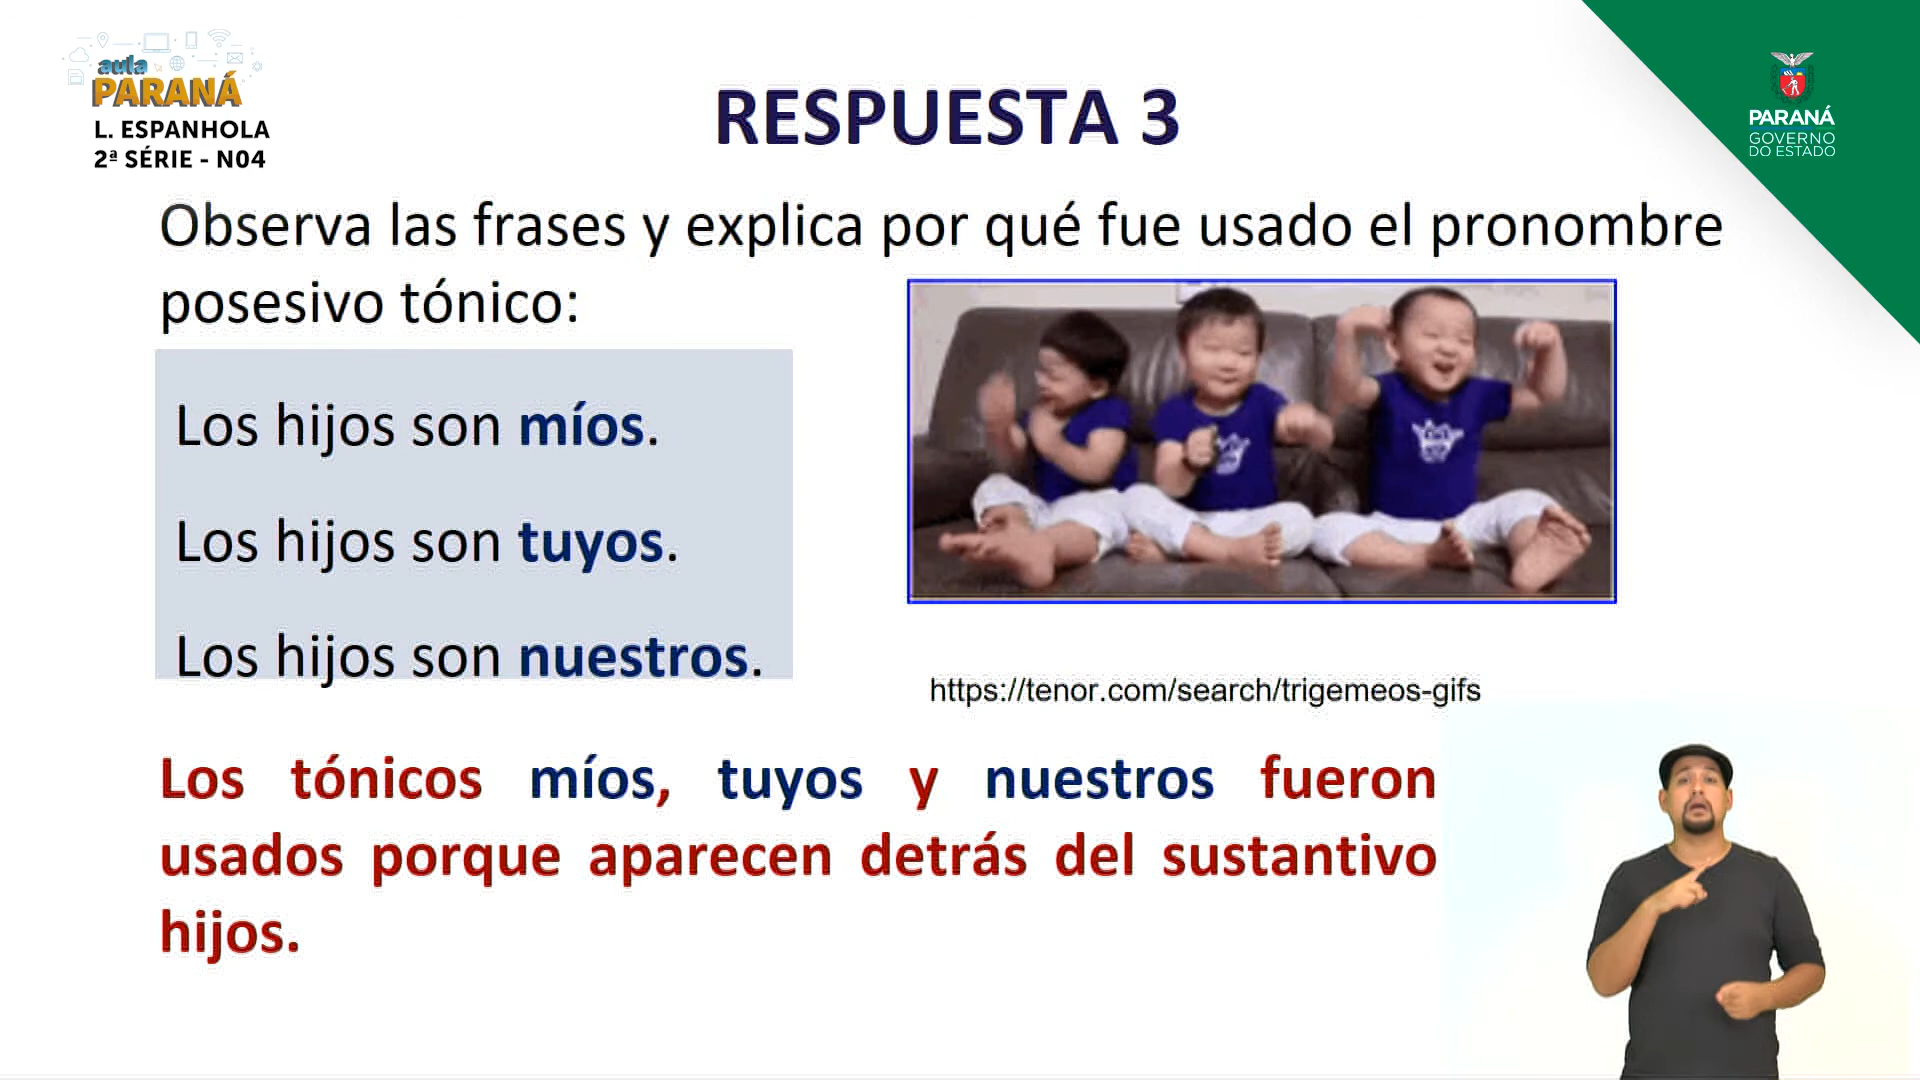 aula
PARANÁ
L. ESPANHOLA
2ª SÉRIE - N04
RESPUESTA 3
PARANÁ
GOVERNO
DO ESTADO
Observa las frases y explica por qué fue usado el pronombre
posesivo tónico:
Los hijos son míos.
Los hijos son tuyos.
Los hijos son nuestros.
https://tenor.com/search/trigemeos-gifs
Los tónicos míos, tuyos y nuestros fueron
usados porque aparecen detrás del sustantivo
hijos.